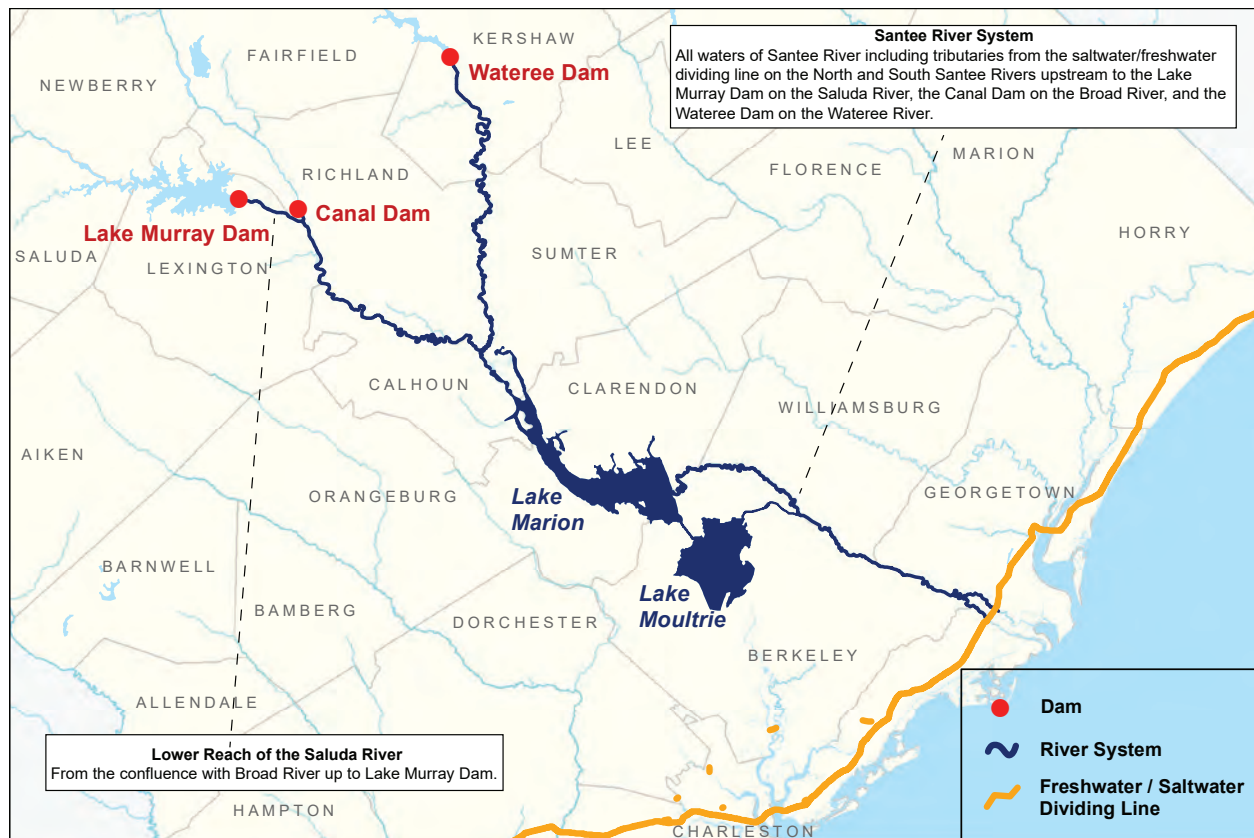 KERSHAW
FAIRFIELD
Wateree Dam
NEWBERRY
Santee River System
All waters of Santee River including tributaries from the saltwater/freshwater
dividing line on the North and South Santee Rivers upstream to the Lake
Murray Dam on the Saluda River, the Canal Dam on the Broad River, and the
Wateree Dam on the Wateree River.
LEE
MARION
FLORENCE
RICHLAND
Canal Dam
Lake Murray Dam
HORRY
SALUDA
LEXINGTON
SUMTER
CALHOUN
CLARENDON
WILLIAMSBURG
AIKEN
ORANGEBURG
Lake
Marion
GEORGETOWN
BARNWELL
BAMBERG
Lake
Moultrie
DORCHESTER
BERKELEY
ALLENDALE
Lower Reach of the Saluda River
From the confluence with Broad River up to Lake Murray Dam.
HAMPTON
CHARLESTON
Dam
River System
Freshwater / Saltwater
Dividing Line